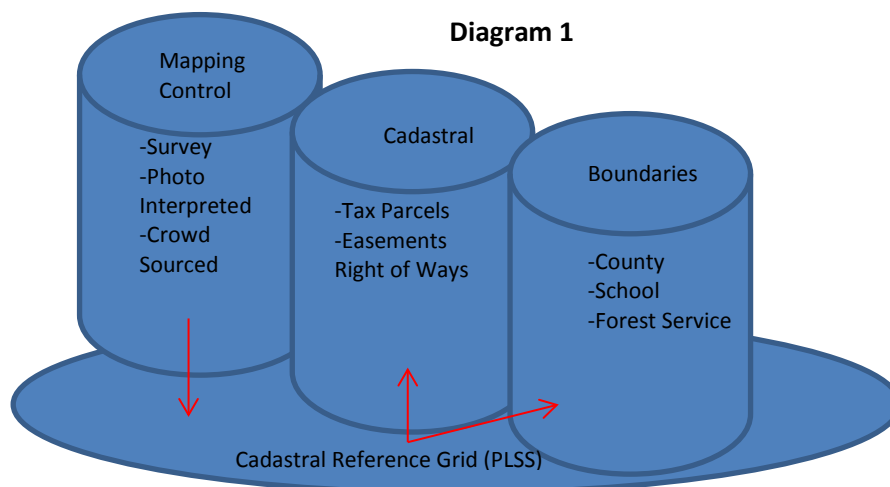 Diagram 1
Mapping
Control
-Survey
-Photo
Interpreted
-Crowd
Sourced
Cadastral
-Tax Parcels
-Easements
Right of Ways
Boundaries
-County
-School
-Forest Service
Cadastral Reference Grid (PLSS)